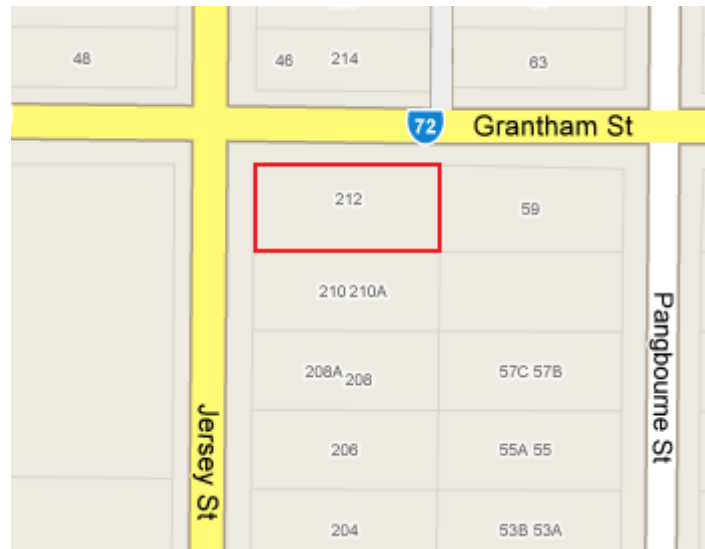 48
46 214
63
72 Grantham St
212
59
210 210A
208A 208
57C 57B
Pangbourne St
Jersey St
206
55A 55
204
53B 53A